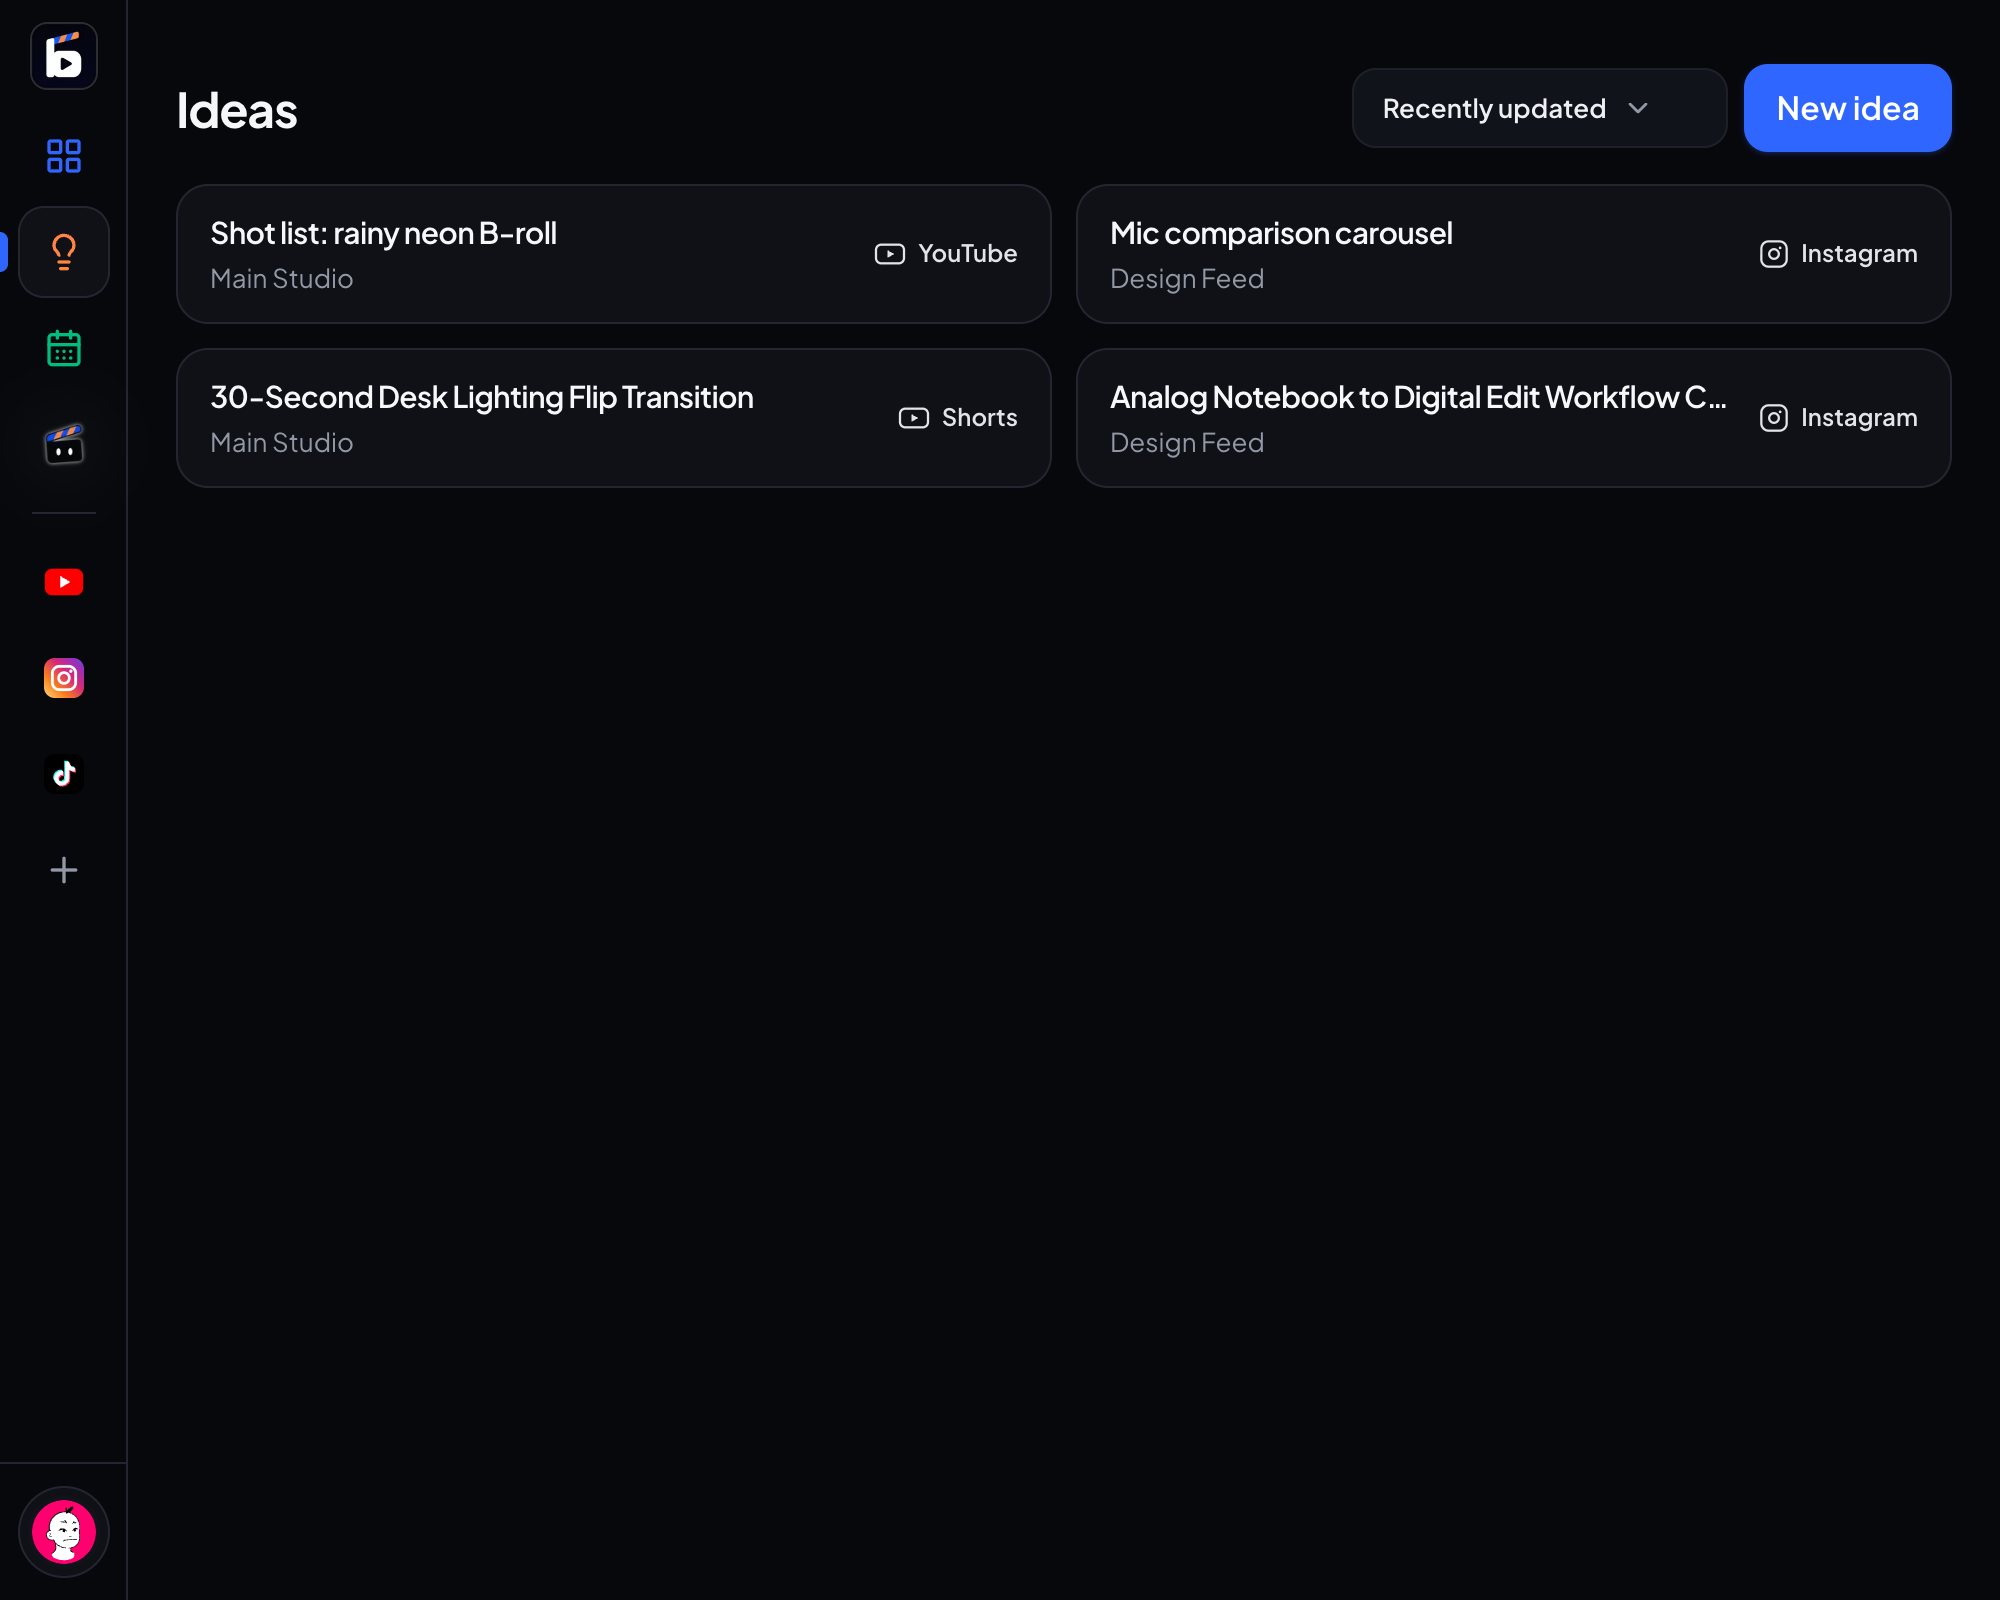 Ideas
Recently updated
New idea
Shot list: rainy neon B-roll
Main Studio
YouTube
Mic comparison carousel
Design Feed
Instagram
30-Second Desk Lighting Flip Transition
Main Studio
Shorts
Analog Notebook to Digital Edit Workflow C...
Design Feed
Instagram